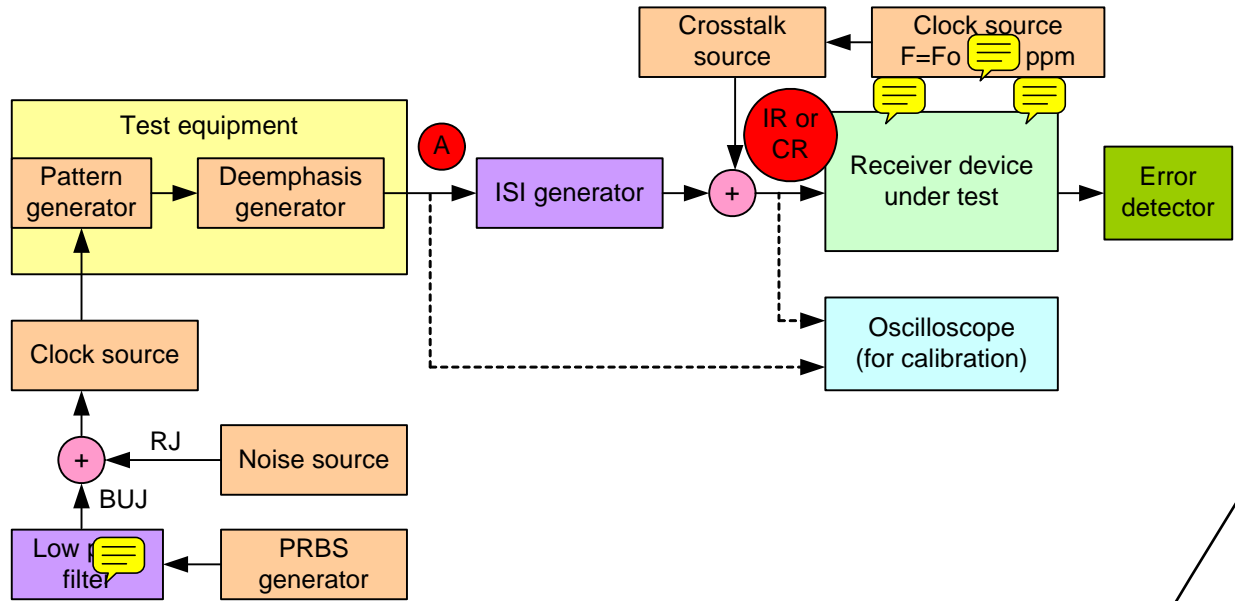 Crosstalk
source
Clock source
F=Fo ppm
Test equipment
A
IR or
CR
Pattern
generator
Deemphasis
generator
ISI generator
+
Receiver device
under test
Error
detector
Clock source
Oscilloscope
(for calibration)
RJ
+
Noise source
BUJ
Low
filter
PRBS
generator